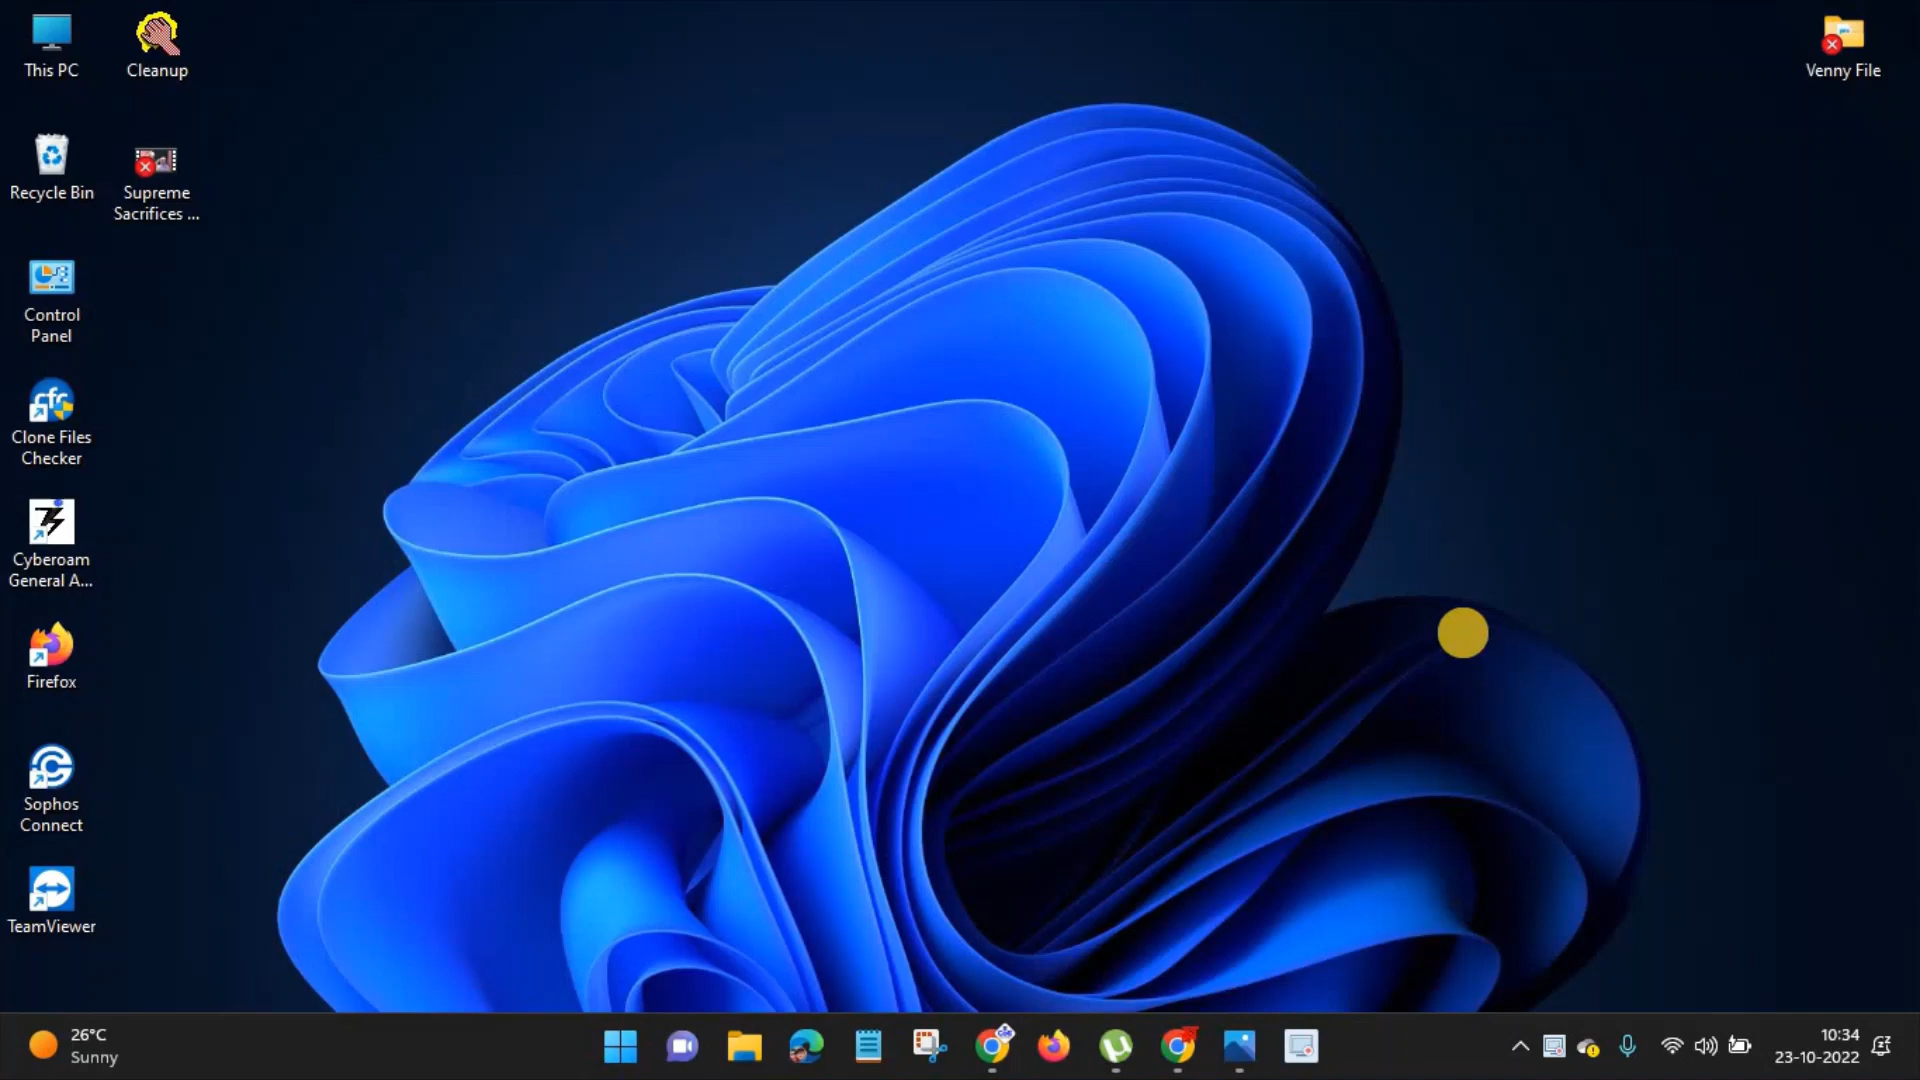 This PC
Cleanup
Venny File
Recycle Bin
Supreme
Sacrifices ...
Control
Panel
cfc
Clone Files
Checker
Cyberoam
General A...
Firefox
Sophos
Connect
TeamViewer
26°C
Sunny
10:34
23-10-2022